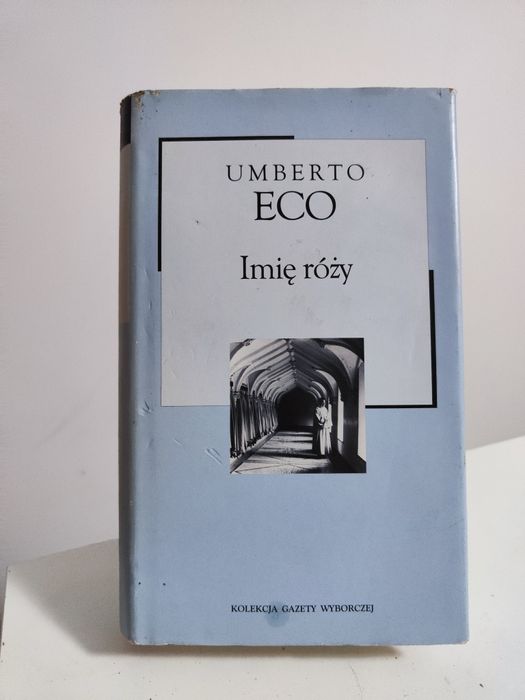 UMBERTO
ECO
Imię róży
KOLEKCJA GAZETY WYBORCZEJ